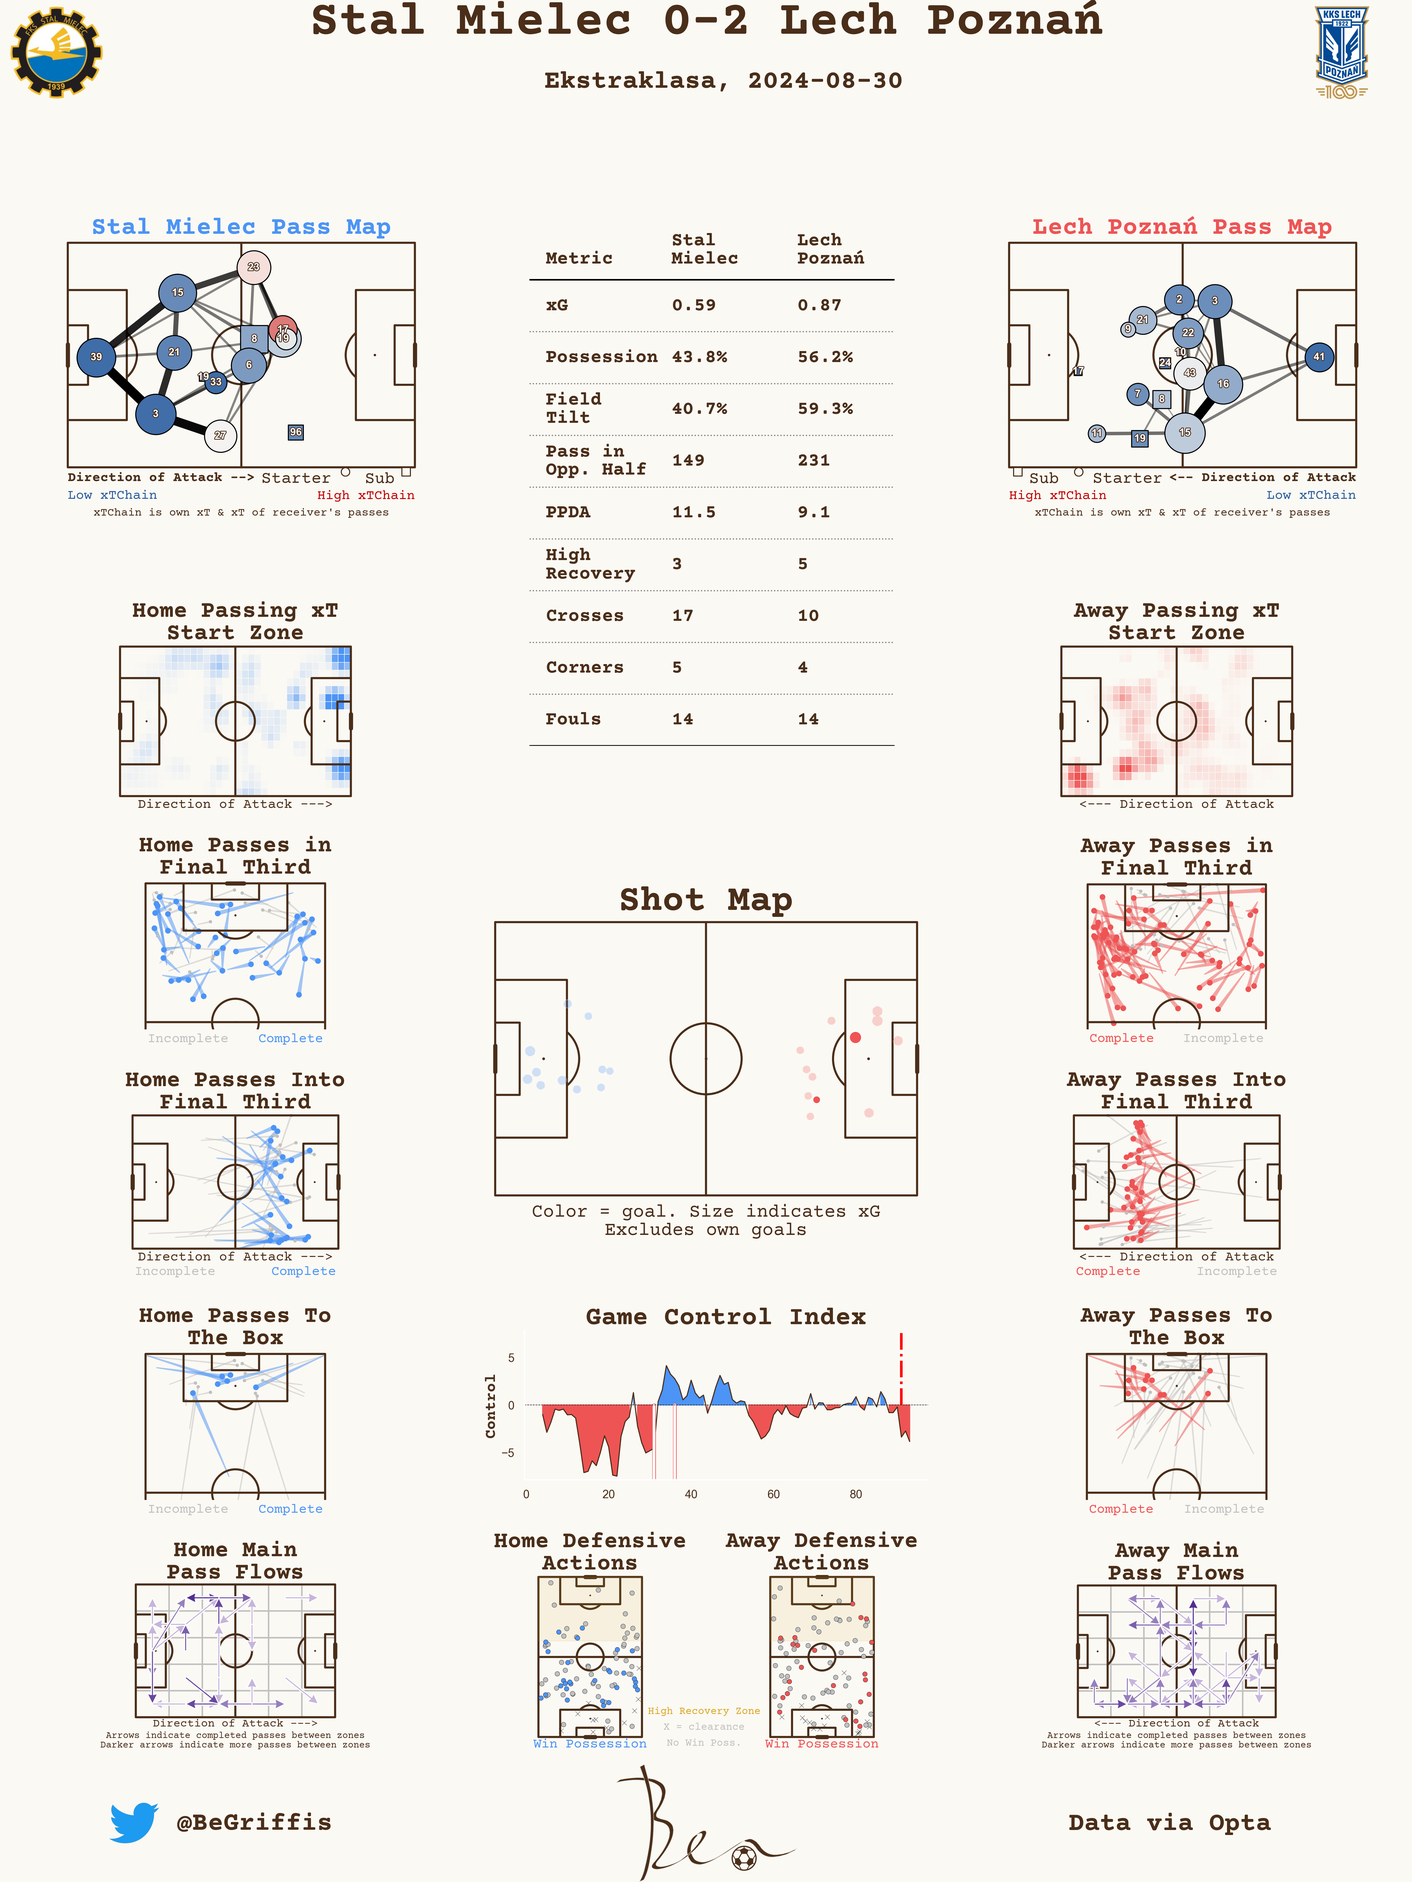 Stal Mielec 0-2 Lech Poznań
Ekstraklasa, 2024-08-30
FKS STAL MIELEC
1939
KKS LECH
1922
POZNAŃ
100
Stal Mielec Pass Map
23
15
17
8
19
39
21
6
19
33
3
27
96
Direction of Attack -->
Starter
Sub
Low xTChain
High xTChain
xTChain is own xT & xT of receiver's passes
Metric
Stal Mielec
Lech Poznań
xG 0.59 0.87
Possession 43.8% 56.2%
Field Tilt 40.7% 59.3%
Pass in Opp. Half 149 231
PPDA 11.5 9.1
High Recovery 3 5
Crosses 17 10
Corners 5 4
Fouls 14 14
Lech Poznań Pass Map
2
3
21
9
22
10
24
17
43
41
16
7
8
11
19
15
Sub
Starter
<-- Direction of Attack
High xTChain
Low xTChain
xTChain is own xT & xT of receiver's passes
Home Passing xT
Start Zone
Direction of Attack --->
Away Passing xT
Start Zone
<--- Direction of Attack
Home Passes in
Final Third
Incomplete
Complete
Away Passes in
Final Third
Complete
Incomplete
Shot Map
Color = goal. Size indicates xG
Excludes own goals
Home Passes Into
Final Third
Direction of Attack --->
Incomplete
Complete
Away Passes Into
Final Third
<--- Direction of Attack
Complete
Incomplete
Home Passes To
The Box
Incomplete
Complete
Game Control Index
Control
5
0
−5
0
20
40
60
80
Away Passes To
The Box
Complete
Incomplete
Home Main
Pass Flows
Direction of Attack --->
Arrows indicate completed passes between zones
Darker arrows indicate more passes between zones
Home Defensive
Actions
Win Possession
High Recovery Zone
X = clearance
No Win Poss.
Away Defensive
Actions
Win Possession
Away Main
Pass Flows
<--- Direction of Attack
Arrows indicate completed passes between zones
Darker arrows indicate more passes between zones
@BeGriffis
Ben
Data via Opta